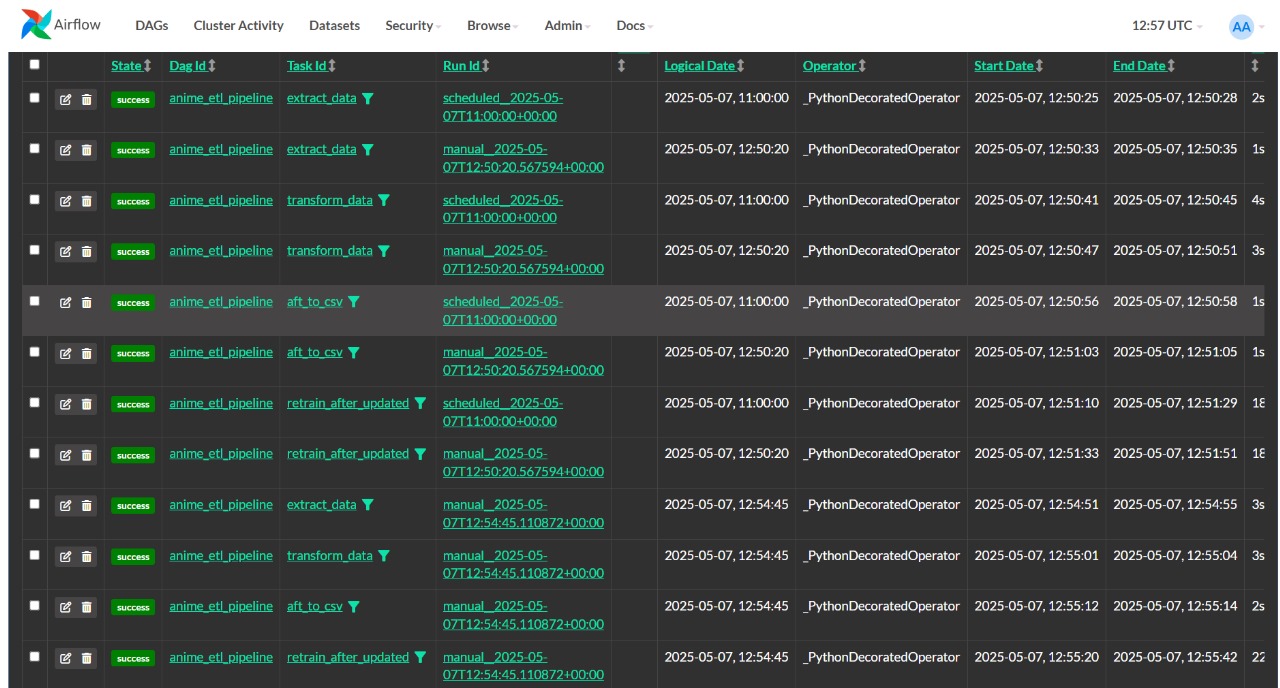 Airflow DAGs Cluster Activity Datasets Security Browse Admin Docs 12:57 UTC AA
State Dag Id Task Id Run Id Logical Date Operator Start Date End Date
success anime_etl_pipeline extract_data scheduled__2025-05- 2025-05-07, 11:00:00 _PythonDecoratedOperator 2025-05-07, 12:50:25 2025-05-07, 12:50:28 2s
07T11:00:00+00:00
success anime_etl_pipeline extract_data manual__2025-05- 2025-05-07, 12:50:20 _PythonDecoratedOperator 2025-05-07, 12:50:33 2025-05-07, 12:50:35 1s
07T12:50:20.567594+00:00
success anime_etl_pipeline transform_data scheduled__2025-05- 2025-05-07, 11:00:00 _PythonDecoratedOperator 2025-05-07, 12:50:41 2025-05-07, 12:50:45 4s
07T11:00:00+00:00
success anime_etl_pipeline transform_data manual__2025-05- 2025-05-07, 12:50:20 _PythonDecoratedOperator 2025-05-07, 12:50:47 2025-05-07, 12:50:51 3s
07T12:50:20.567594+00:00
success anime_etl_pipeline aft_to_csv scheduled__2025-05- 2025-05-07, 11:00:00 _PythonDecoratedOperator 2025-05-07, 12:50:56 2025-05-07, 12:50:58 1s
07T11:00:00+00:00
success anime_etl_pipeline aft_to_csv manual__2025-05- 2025-05-07, 12:50:20 _PythonDecoratedOperator 2025-05-07, 12:51:03 2025-05-07, 12:51:05 1s
07T12:50:20.567594+00:00
success anime_etl_pipeline retrain_after_updated scheduled__2025-05- 2025-05-07, 11:00:00 _PythonDecoratedOperator 2025-05-07, 12:51:10 2025-05-07, 12:51:29 18
07T11:00:00+00:00
success anime_etl_pipeline retrain_after_updated manual__2025-05- 2025-05-07, 12:50:20 _PythonDecoratedOperator 2025-05-07, 12:51:33 2025-05-07, 12:51:51 18
07T12:50:20.567594+00:00
success anime_etl_pipeline extract_data manual__2025-05- 2025-05-07, 12:54:45 _PythonDecoratedOperator 2025-05-07, 12:54:51 2025-05-07, 12:54:55 3s
07T12:54:45.110872+00:00
success anime_etl_pipeline transform_data manual__2025-05- 2025-05-07, 12:54:45 _PythonDecoratedOperator 2025-05-07, 12:55:01 2025-05-07, 12:55:04 3s
07T12:54:45.110872+00:00
success anime_etl_pipeline aft_to_csv manual__2025-05- 2025-05-07, 12:54:45 _PythonDecoratedOperator 2025-05-07, 12:55:12 2025-05-07, 12:55:14 2s
07T12:54:45.110872+00:00
success anime_etl_pipeline retrain_after_updated manual__2025-05- 2025-05-07, 12:54:45 _PythonDecoratedOperator 2025-05-07, 12:55:20 2025-05-07, 12:55:42 22
07T12:54:45.110872+00:00